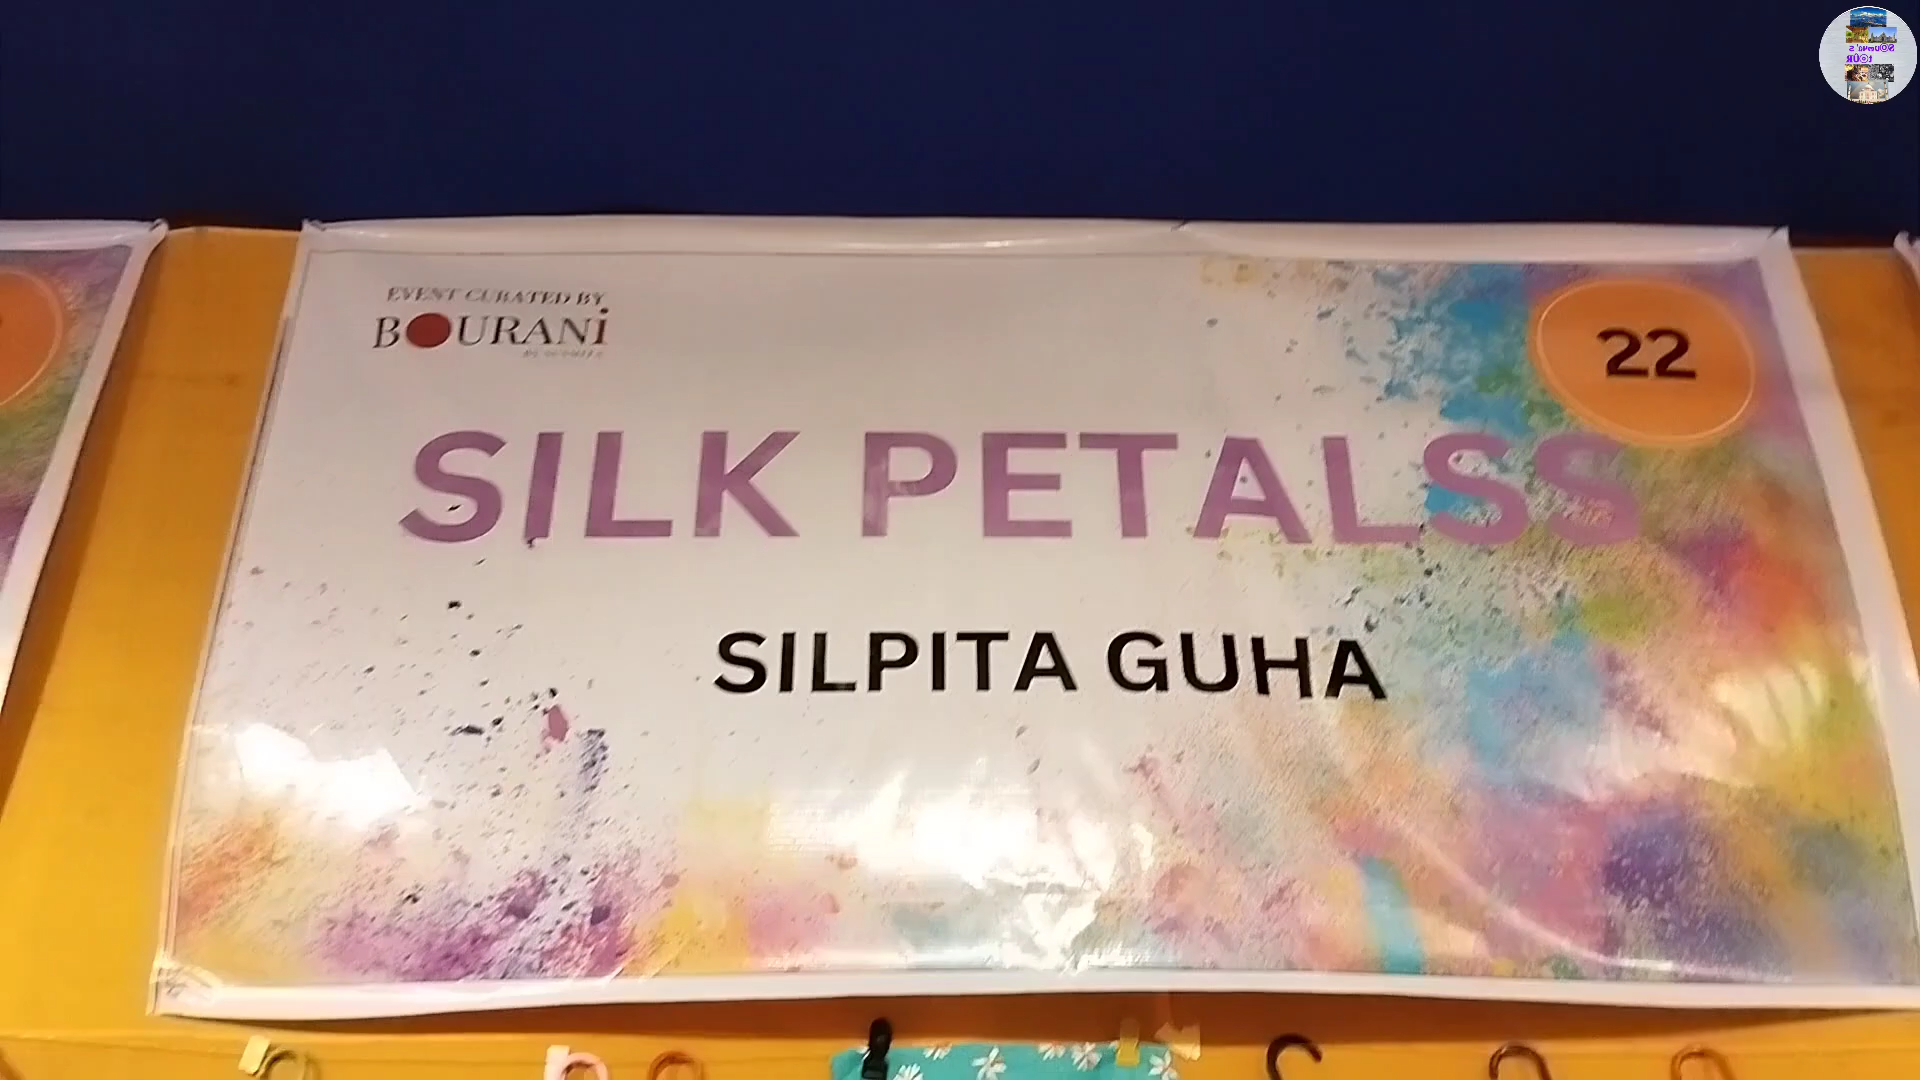 EVENT CURATED BY
BOURANi
22
SILK PETALSS
SILPITA GUHA